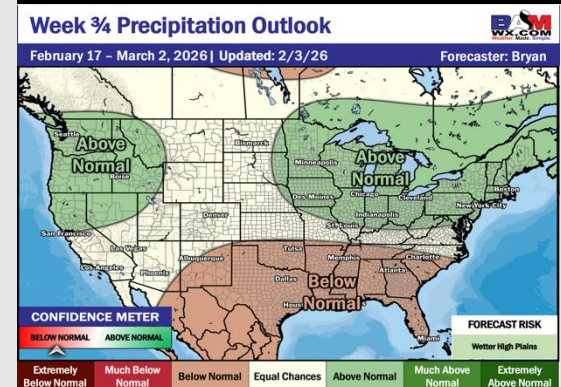 Week ¾ Precipitation Outlook
BAM
WX.COM
Weather. Made. Simple.
February 17 – March 2, 2026| Updated: 2/3/26
Forecaster: Bryan
Seattle
Above
Normal
Boise
Bismarck
Minneapolis
Above
Normal
Des Moines
Chicago
Cleveland
Boston
New York City
Indianapolis
San Francisco
Denver
St. Louis
Las Vegas
Los Angeles
Phoenix
Albuquerque
Tulsa
Memphis
Charlotte
Atlanta
Dallas
Below
Normal
Miami
CONFIDENCE METER
BELOW NORMAL
ABOVE NORMAL
FORECAST RISK
Wetter High Plains
Extremely
Below Normal
Much Below
Normal
Below Normal
Equal Chances
Above Normal
Much Above
Normal
Extremely
Above Normal